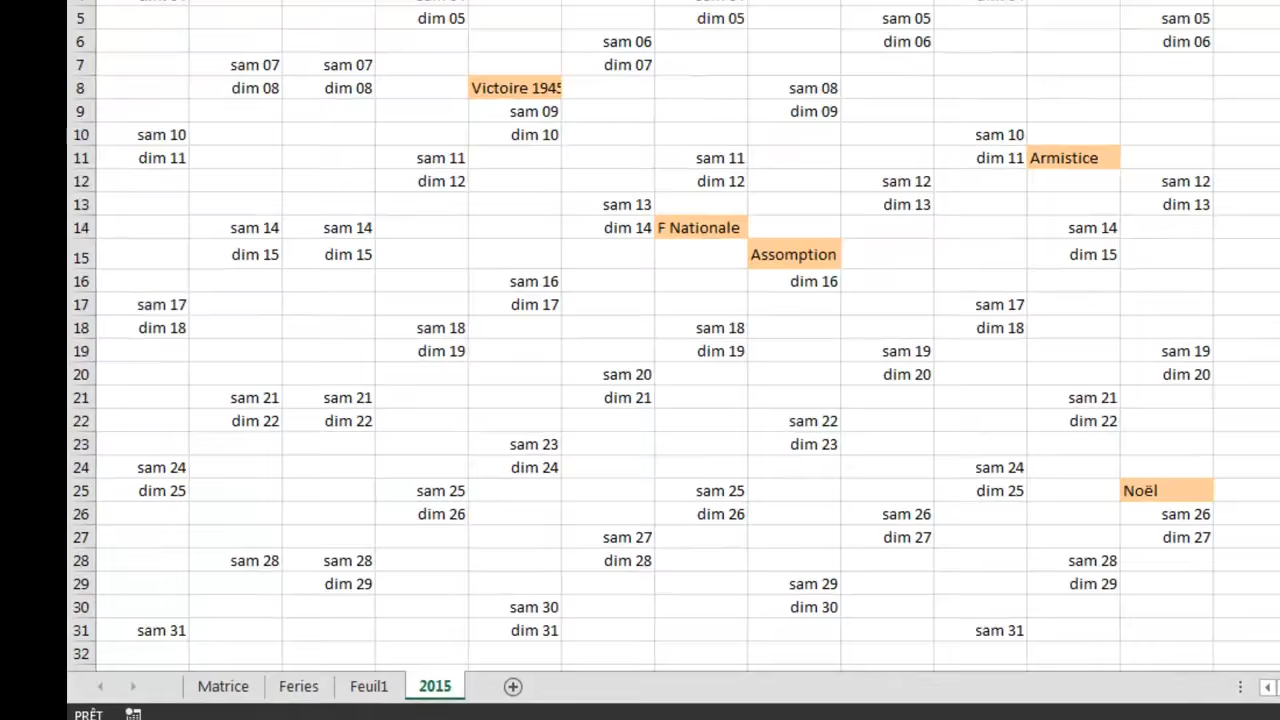 5 dim 05 dim 05 sam 05 sam 05
6 sam 06 dim 06 dim 06
7 sam 07 sam 07 dim 07
8 dim 08 dim 08 Victoire 1945 sam 08
9 sam 09 dim 09
10 sam 10 dim 10 sam 10
11 dim 11 sam 11 sam 11 dim 11 Armistice
12 dim 12 dim 12 sam 12 sam 12
13 sam 13 dim 13 dim 13
14 sam 14 sam 14 dim 14 F Nationale sam 14
15 dim 15 dim 15 Assomption dim 15
16 sam 16 dim 16
17 sam 17 dim 17 sam 17
18 dim 18 sam 18 sam 18 dim 18
19 dim 19 dim 19 sam 19 sam 19
20 sam 20 dim 20 dim 20
21 sam 21 sam 21 dim 21 sam 21
22 dim 22 dim 22 sam 22 dim 22
23 sam 23 dim 23
24 sam 24 dim 24 sam 24
25 dim 25 sam 25 sam 25 dim 25 Noël
26 dim 26 dim 26 sam 26 sam 26
27 sam 27 dim 27 dim 27
28 sam 28 sam 28 dim 28 sam 28
29 dim 29 sam 29 dim 29
30 sam 30 dim 30
31 sam 31 dim 31 sam 31
32
Matrice Feries Feuil1 2015
PRÊT